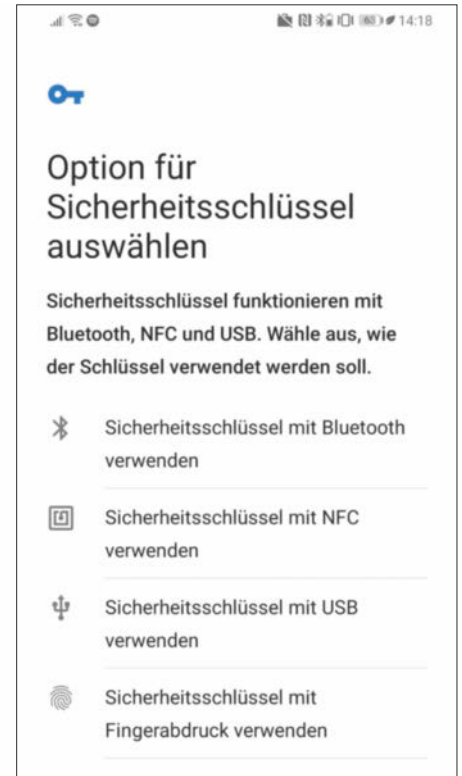 14:18
Option für
Sicherheitsschlüssel
auswählen
Sicherheitsschlüssel funktionieren mit
Bluetooth, NFC und USB. Wähle aus, wie
der Schlüssel verwendet werden soll.
Sicherheitsschlüssel mit Bluetooth
verwenden
Sicherheitsschlüssel mit NFC
verwenden
Sicherheitsschlüssel mit USB
verwenden
Sicherheitsschlüssel mit
Fingerabdruck verwenden